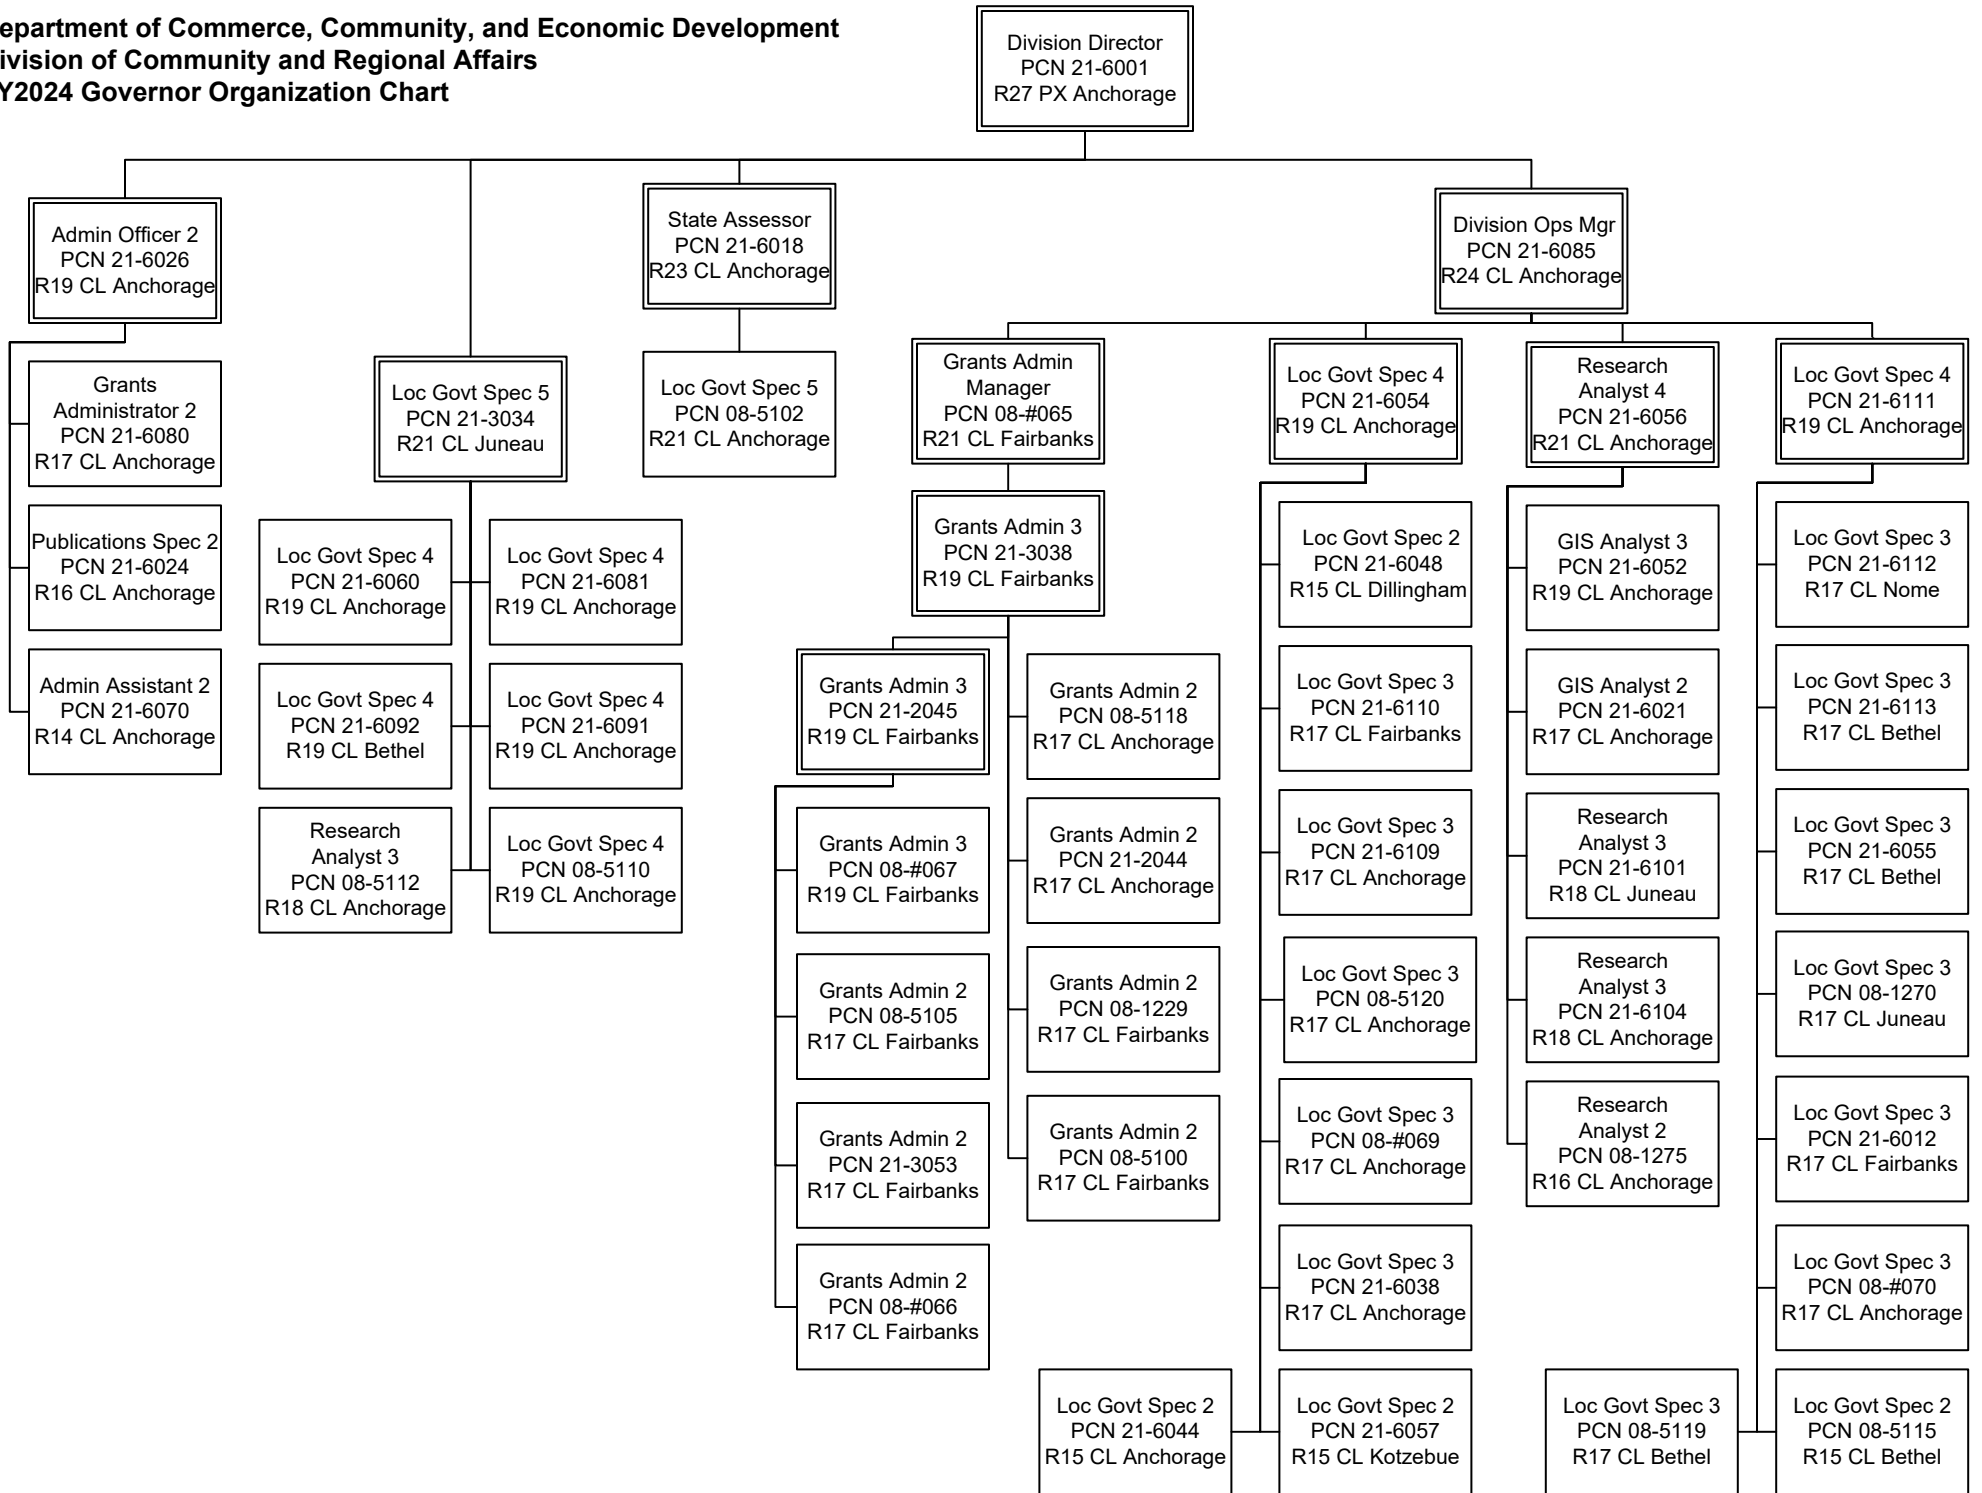 epartment of Commerce, Community, and Economic Development
ivision of Community and Regional Affairs
Y2024 Governor Organization Chart
Division Director
PCN 21-6001
R27 PX Anchorage
Admin Officer 2
PCN 21-6026
R19 CL Anchorage
State Assessor
PCN 21-6018
R23 CL Anchorage
Division Ops Mgr
PCN 21-6085
R24 CL Anchorage
Grants
Administrator 2
PCN 21-6080
R17 CL Anchorage
Publications Spec 2
PCN 21-6024
R16 CL Anchorage
Admin Assistant 2
PCN 21-6070
R14 CL Anchorage
Loc Govt Spec 5
PCN 21-3034
R21 CL Juneau
Loc Govt Spec 4
PCN 21-6060
R19 CL Anchorage
Loc Govt Spec 4
PCN 21-6081
R19 CL Anchorage
Loc Govt Spec 4
PCN 21-6092
R19 CL Bethel
Loc Govt Spec 4
PCN 21-6091
R19 CL Anchorage
Research
Analyst 3
PCN 08-5112
R18 CL Anchorage
Loc Govt Spec 4
PCN 08-5110
R19 CL Anchorage
Loc Govt Spec 5
PCN 08-5102
R21 CL Anchorage
Grants Admin
Manager
PCN 08-#065
R21 CL Fairbanks
Grants Admin 3
PCN 21-3038
R19 CL Fairbanks
Grants Admin 3
PCN 21-2045
R19 CL Fairbanks
Grants Admin 3
PCN 08-#067
R19 CL Fairbanks
Grants Admin 2
PCN 08-5105
R17 CL Fairbanks
Grants Admin 2
PCN 21-3053
R17 CL Fairbanks
Grants Admin 2
PCN 08-#066
R17 CL Fairbanks
Grants Admin 2
PCN 08-5118
R17 CL Anchorage
Grants Admin 2
PCN 21-2044
R17 CL Anchorage
Grants Admin 2
PCN 08-1229
R17 CL Fairbanks
Grants Admin 2
PCN 08-5100
R17 CL Fairbanks
Loc Govt Spec 4
PCN 21-6054
R19 CL Anchorage
Loc Govt Spec 2
PCN 21-6048
R15 CL Dillingham
Loc Govt Spec 3
PCN 21-6110
R17 CL Fairbanks
Loc Govt Spec 3
PCN 21-6109
R17 CL Anchorage
Loc Govt Spec 3
PCN 08-5120
R17 CL Anchorage
Loc Govt Spec 3
PCN 08-#069
R17 CL Anchorage
Loc Govt Spec 3
PCN 21-6038
R17 CL Anchorage
Loc Govt Spec 2
PCN 21-6044
R15 CL Anchorage
Loc Govt Spec 2
PCN 21-6057
R15 CL Kotzebue
Research
Analyst 4
PCN 21-6056
R21 CL Anchorage
GIS Analyst 3
PCN 21-6052
R19 CL Anchorage
GIS Analyst 2
PCN 21-6021
R17 CL Anchorage
Research
Analyst 3
PCN 21-6101
R18 CL Juneau
Research
Analyst 3
PCN 21-6104
R18 CL Anchorage
Research
Analyst 2
PCN 08-1275
R16 CL Anchorage
Loc Govt Spec 4
PCN 21-6111
R19 CL Anchorage
Loc Govt Spec 3
PCN 21-6112
R17 CL Nome
Loc Govt Spec 3
PCN 21-6113
R17 CL Bethel
Loc Govt Spec 3
PCN 21-6055
R17 CL Bethel
Loc Govt Spec 3
PCN 08-1270
R17 CL Juneau
Loc Govt Spec 3
PCN 21-6012
R17 CL Fairbanks
Loc Govt Spec 3
PCN 08-#070
R17 CL Anchorage
Loc Govt Spec 3
PCN 08-5119
R17 CL Bethel
Loc Govt Spec 2
PCN 08-5115
R15 CL Bethel